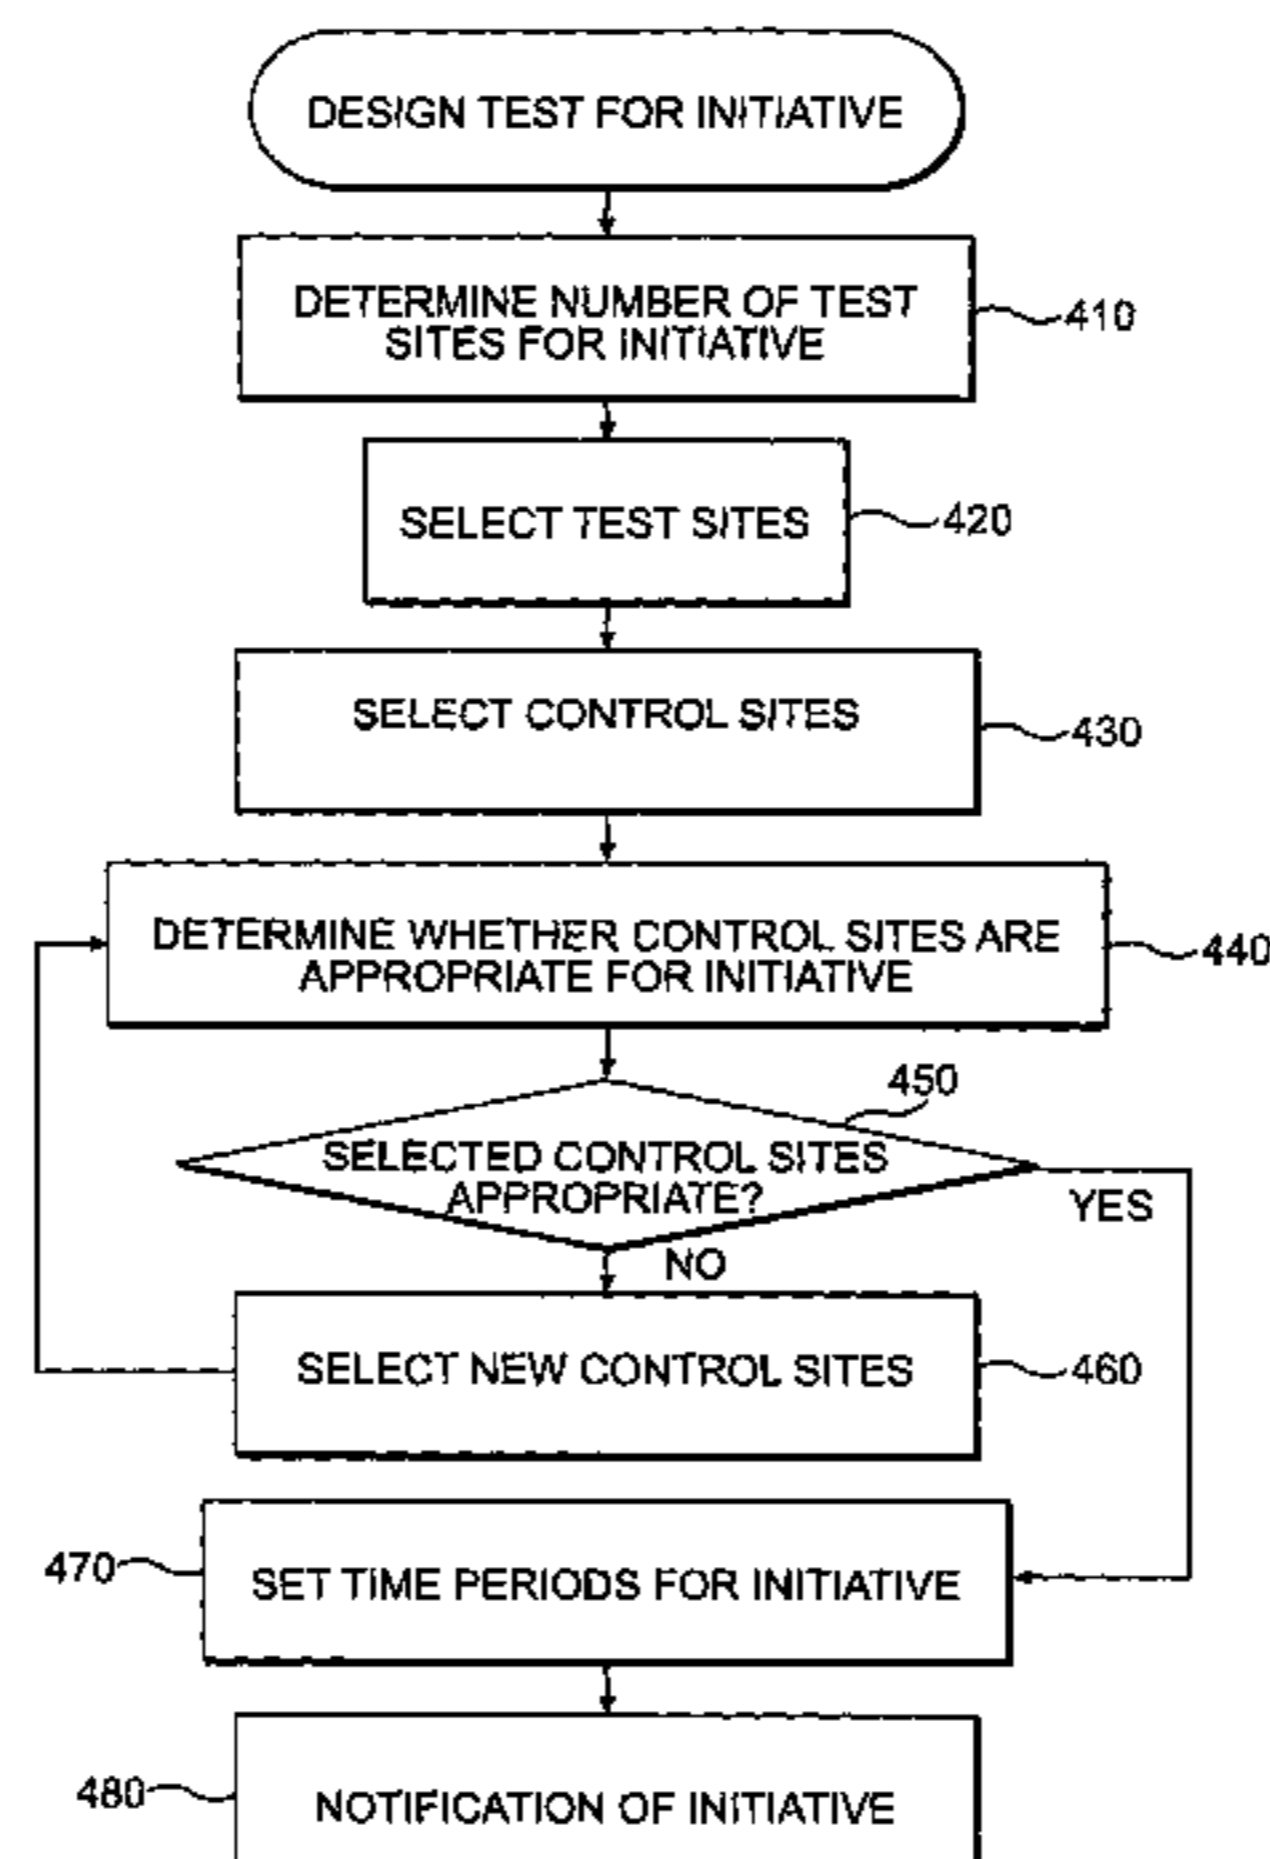 DESIGN TEST FOR INITIATIVE
DETERMINE NUMBER OF TEST
SITES FOR INITIATIVE
410
SELECT TEST SITES
420
SELECT CONTROL SITES
430
DETERMINE WHETHER CONTROL SITES ARE
APPROPRIATE FOR INITIATIVE
440
450
SELECTED CONTROL SITES
APPROPRIATE?
YES
NO
SELECT NEW CONTROL SITES
460
470
SET TIME PERIODS FOR INITIATIVE
480
NOTIFICATION OF INITIATIVE